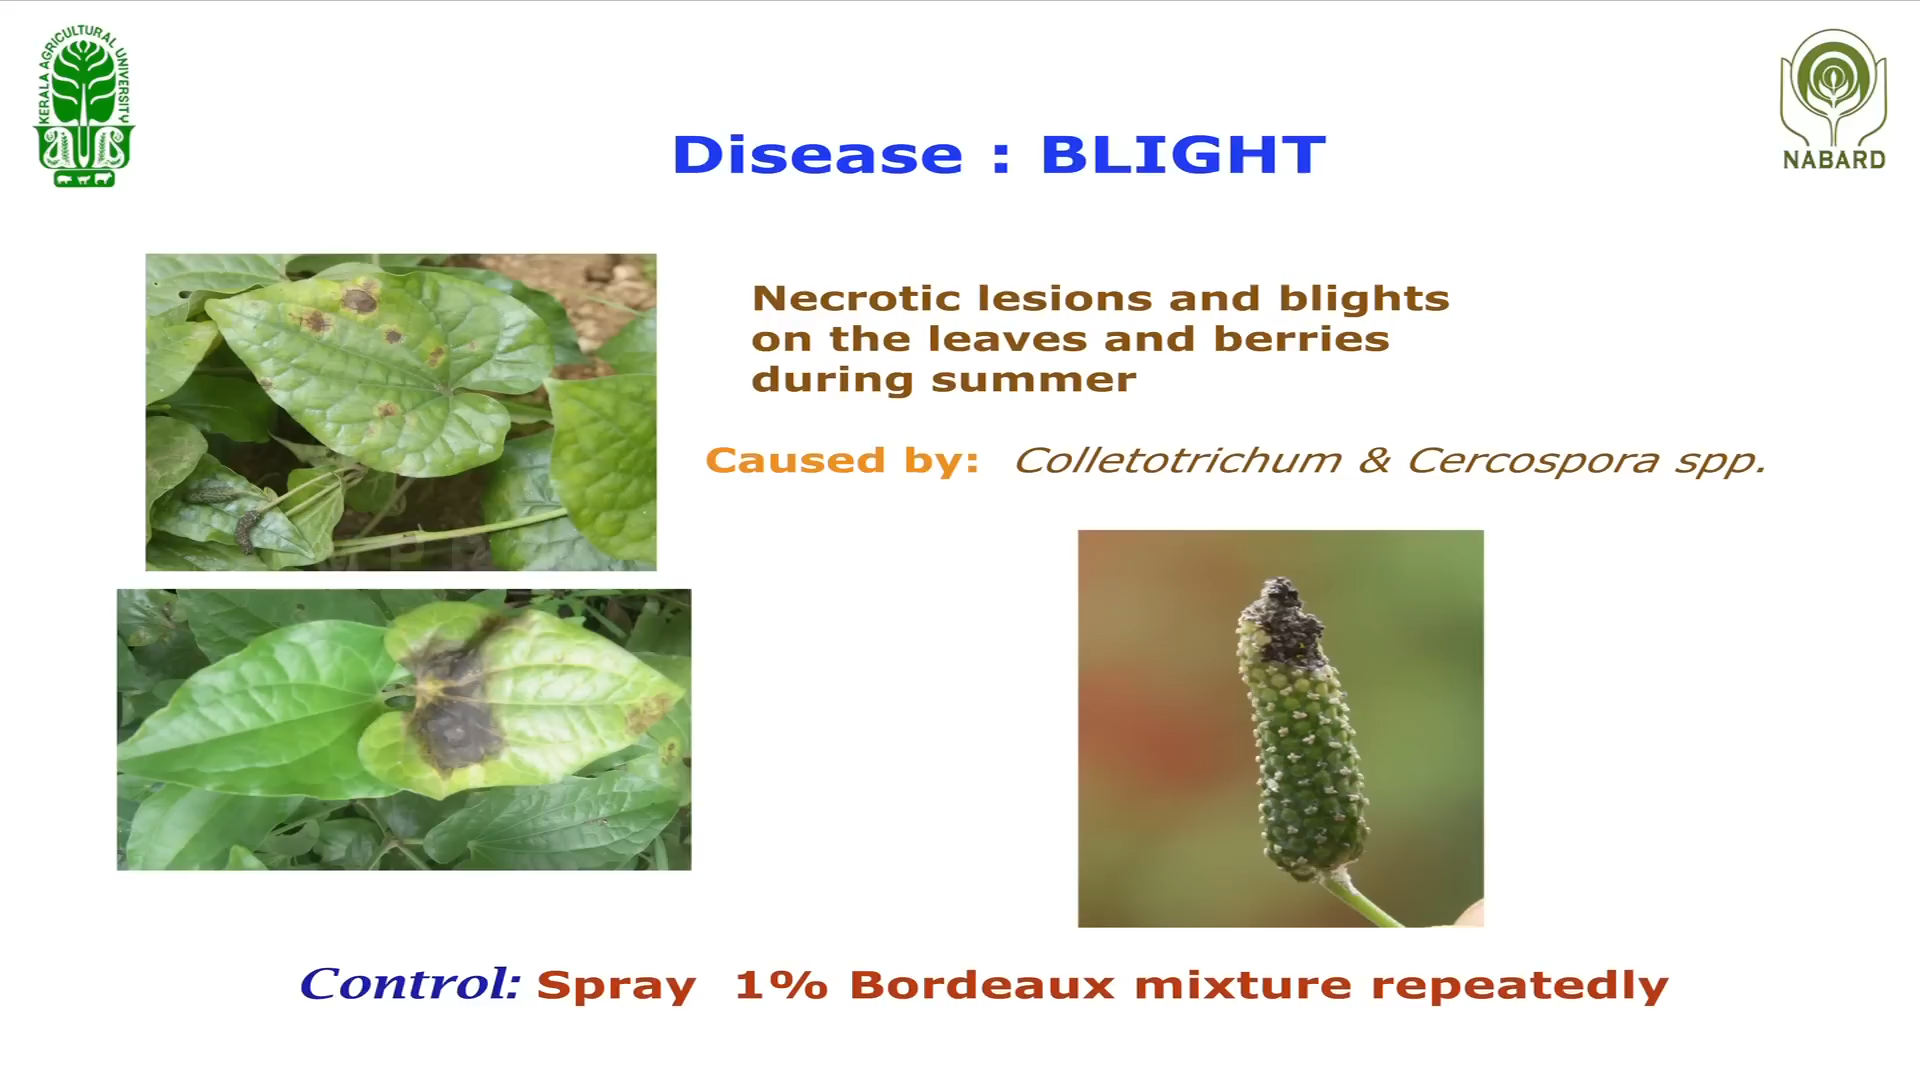 KERALA AGRICULTURAL UNIVERSITY
NABARD
Disease : BLIGHT
Necrotic lesions and blights
on the leaves and berries
during summer
Caused by: Colletotrichum & Cercospora spp.
Control: Spray 1% Bordeaux mixture repeatedly